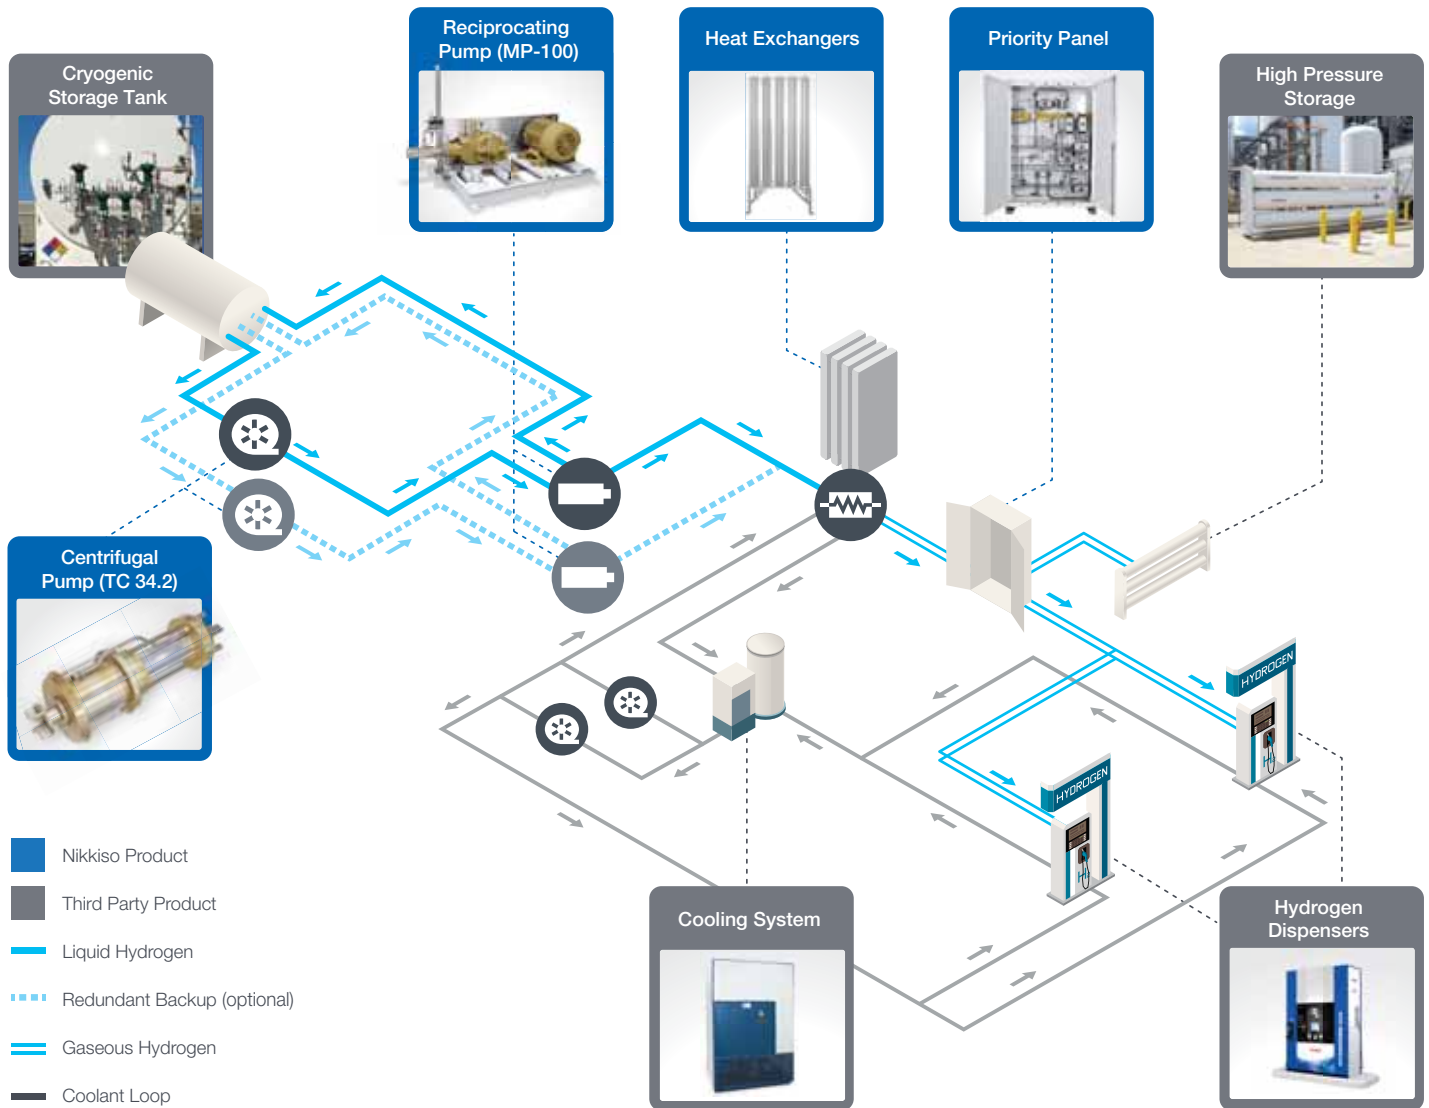 Reciprocating
Pump (MP-100)
Heat Exchangers
Priority Panel
Cryogenic
Storage Tank
High Pressure
Storage
Centrifugal
Pump (TC 34.2)
HYDROGEN
HYDROGEN
Nikkiso Product
Third Party Product
Liquid Hydrogen
Redundant Backup (optional)
Gaseous Hydrogen
Coolant Loop
Cooling System
Hydrogen
Dispensers